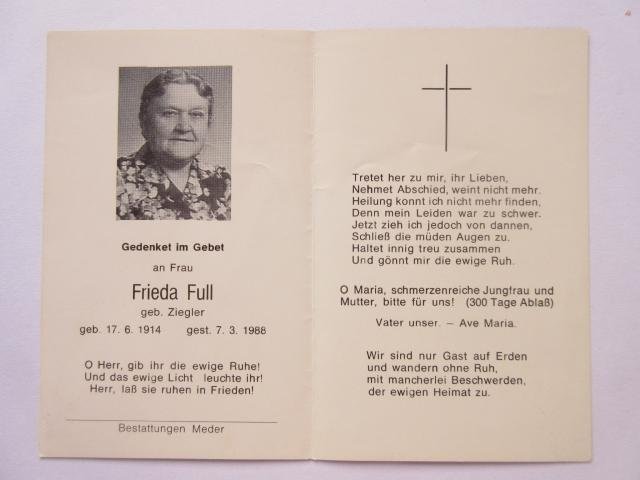 Gedenket im Gebet
an Frau
Frieda Full
geb. Ziegler
geb. 17. 6. 1914 gest. 7. 3. 1988
O Herr, gib ihr die ewige Ruhe!
Und das ewige Licht leuchte ihr!
Herr, laß sie ruhen in Frieden!
Bestattungen Meder
Tretet her zu mir, ihr Lieben,
Nehmet Abschied, weint nicht mehr.
Heilung konnt ich nicht mehr finden,
Denn mein Leiden war zu schwer.
Jetzt zieh ich jedoch von dannen,
Schließ die müden Augen zu.
Haltet innig treu zusammen
Und gönnt mir die ewige Ruh.
O Maria, schmerzenreiche Jungfrau und
Mutter, bitte für uns! (300 Tage Ablaß)
Vater unser. – Ave Maria.
Wir sind nur Gast auf Erden
und wandern ohne Ruh,
mit mancherlei Beschwerden,
der ewigen Heimat zu.